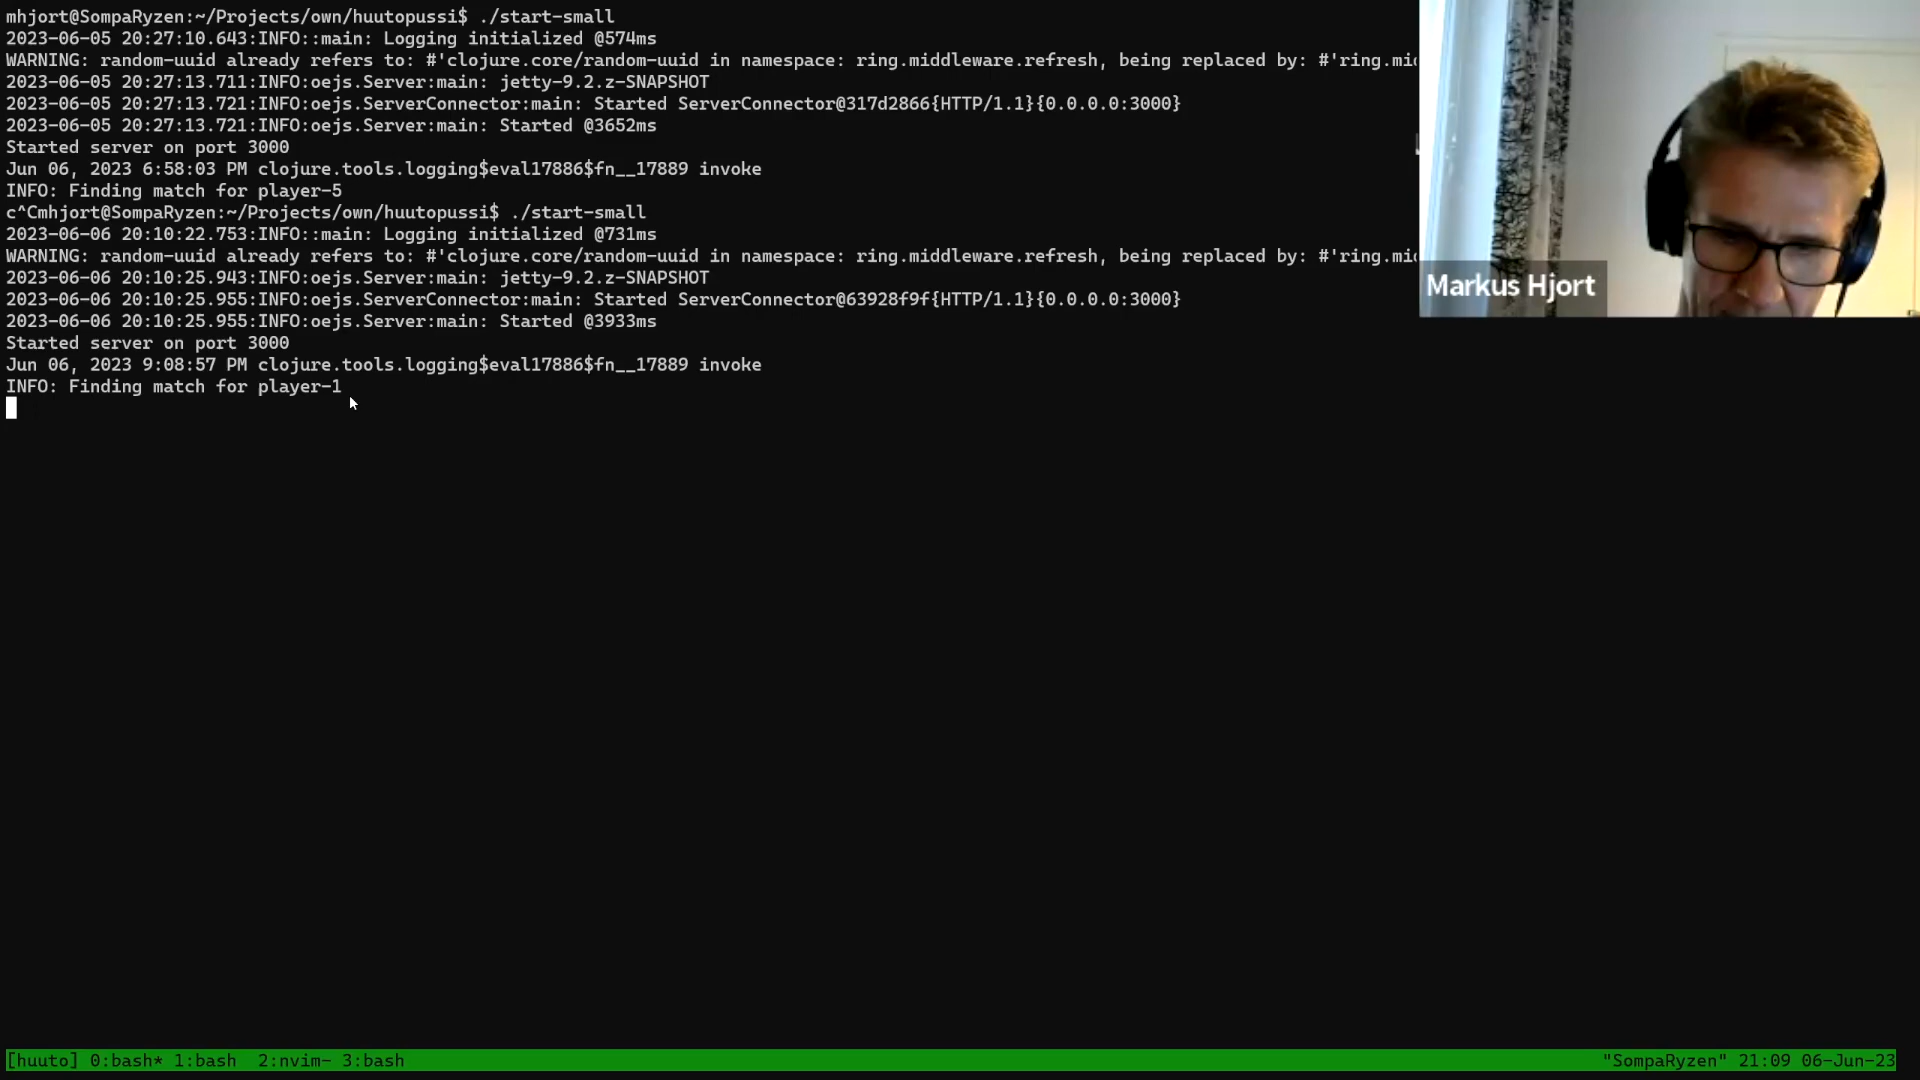 mhjort@SompaRyzen:~/Projects/own/huutopussi$ ./start-small
2023-06-05 20:27:10.643:INFO::main: Logging initialized @574ms
WARNING: random-uuid already refers to: #'clojure.core/random-uuid in namespace: ring.middleware.refresh, being replaced by: #'ring.mid
2023-06-05 20:27:13.711:INFO:oejs.Server:main: jetty-9.2.z-SNAPSHOT
2023-06-05 20:27:13.721:INFO:oejs.ServerConnector:main: Started ServerConnector@317d2866{HTTP/1.1}{0.0.0.0:3000}
2023-06-05 20:27:13.721:INFO:oejs.Server:main: Started @3652ms
Started server on port 3000
Jun 06, 2023 6:58:03 PM clojure.tools.logging$eval17886$fn__17889 invoke
INFO: Finding match for player-5
c^Cmhjort@SompaRyzen:~/Projects/own/huutopussi$ ./start-small
2023-06-06 20:10:22.753:INFO::main: Logging initialized @731ms
WARNING: random-uuid already refers to: #'clojure.core/random-uuid in namespace: ring.middleware.refresh, being replaced by: #'ring.mid
2023-06-06 20:10:25.943:INFO:oejs.Server:main: jetty-9.2.z-SNAPSHOT
2023-06-06 20:10:25.955:INFO:oejs.ServerConnector:main: Started ServerConnector@63928f9f{HTTP/1.1}{0.0.0.0:3000}
2023-06-06 20:10:25.955:INFO:oejs.Server:main: Started @3933ms
Started server on port 3000
Jun 06, 2023 9:08:57 PM clojure.tools.logging$eval17886$fn__17889 invoke
INFO: Finding match for player-1
Markus Hjort
[huuto] 0:bash* 1:bash  2:nvim- 3:bash "SompaRyzen" 21:09 06-Jun-23